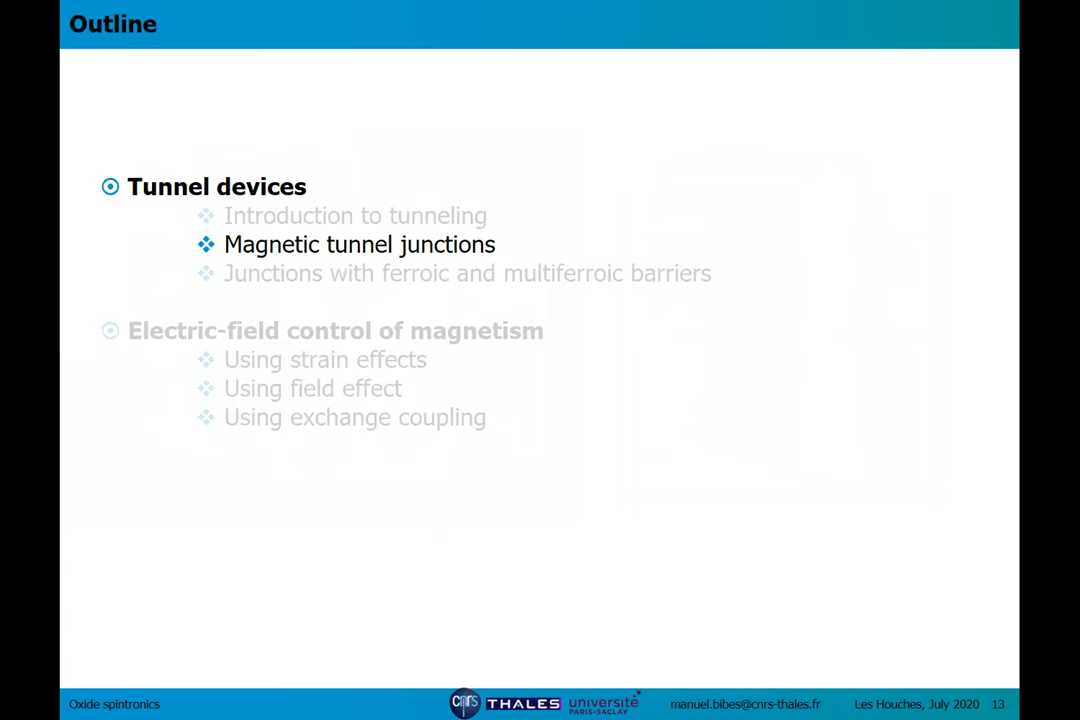 Outline
Tunnel devices
Introduction to tunneling
Magnetic tunnel junctions
Junctions with ferroic and multiferroic barriers
Electric-field control of magnetism
Using strain effects
Using field effect
Using exchange coupling
Oxide spintronics
cnrs
THALES
université
PARIS-SACLAY
manuel.bibes@cnrs-thales.fr
Les Houches, July 2020
13